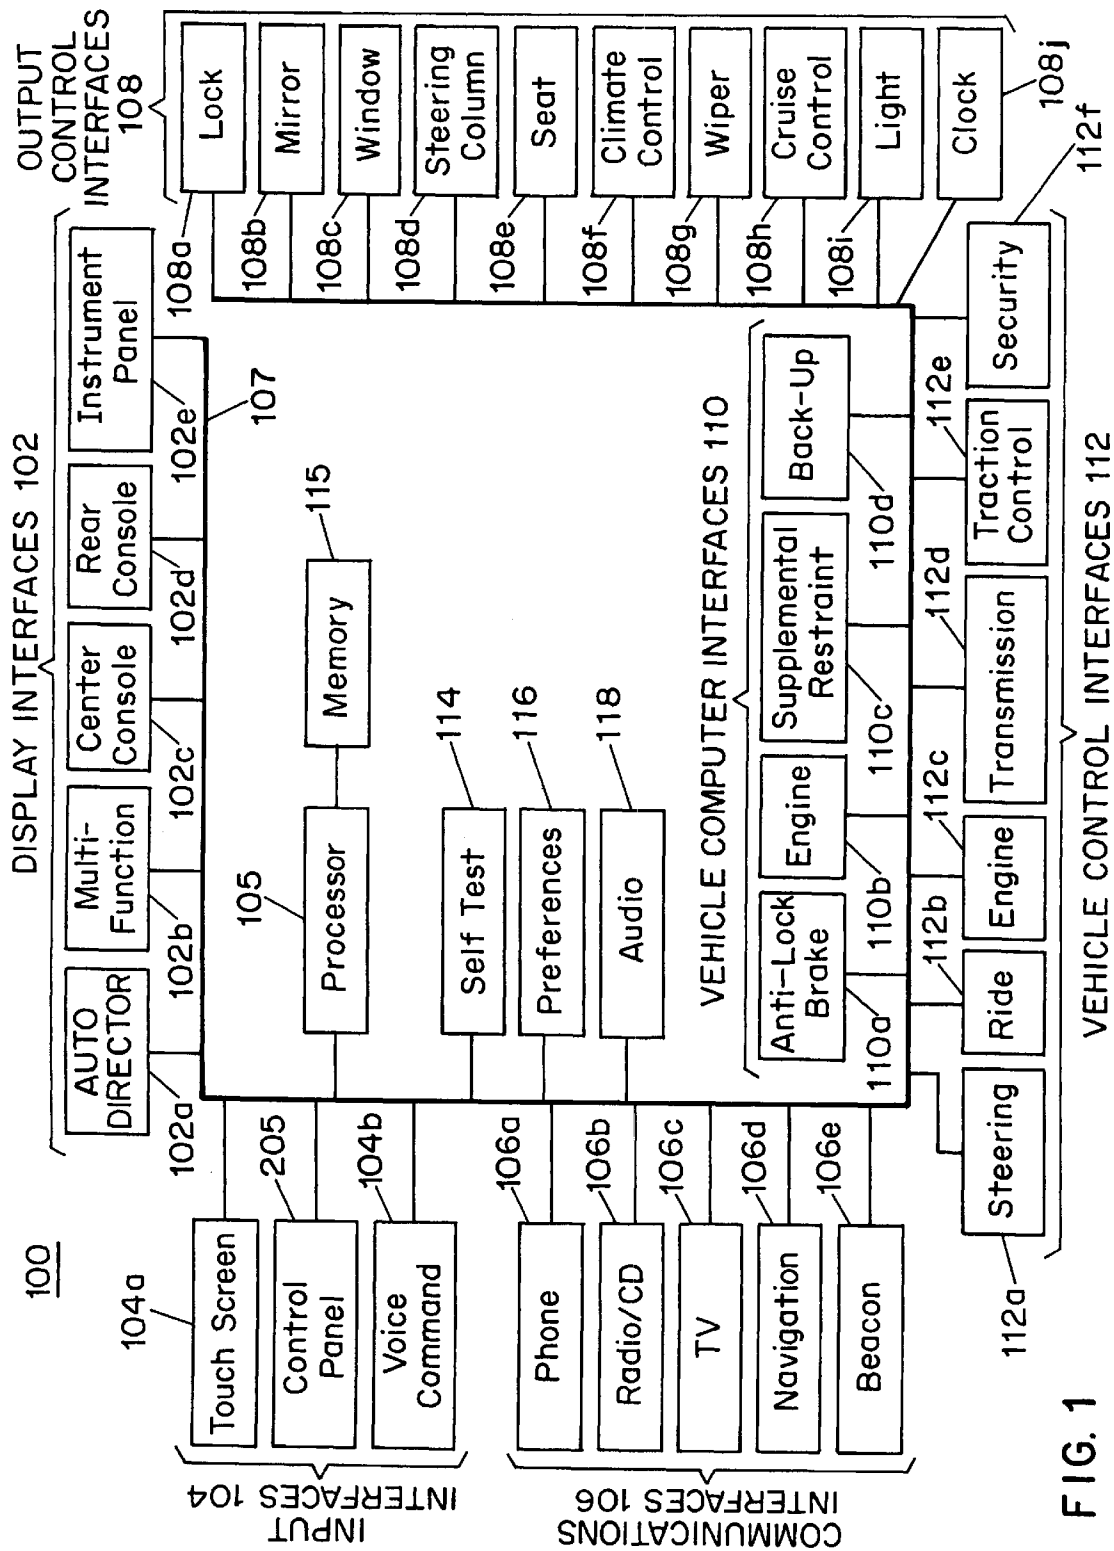 100
DISPLAY INTERFACES 102
AUTO
DIRECTOR
102a
Multi-
Function
102b
Center
Console
102c
Rear
Console
102d
Instrument
Panel
102e
107
OUTPUT
CONTROL
INTERFACES
108
108a
Lock
108b
Mirror
108c
Window
108d
Steering
Column
108e
Seat
108f
Climate
Control
108g
Wiper
108h
Cruise
Control
108i
Light
Clock
108j
INPUT
INTERFACES 104
104a
Touch Screen
205
Control
Panel
104b
Voice
Command
COMMUNICATIONS
INTERFACES 106
106a
Phone
106b
Radio/CD
106c
TV
106d
Navigation
106e
Beacon
105
Processor
115
Memory
114
Self Test
116
Preferences
118
Audio
VEHICLE COMPUTER INTERFACES 110
Anti-Lock
Brake
110a
Engine
110b
Supplemental
Restraint
110c
Back-Up
110d
112a
Steering
112b
Ride
112c
Engine
112d
Transmission
112e
Traction
Control
112f
Security
VEHICLE CONTROL INTERFACES 112
FIG. 1